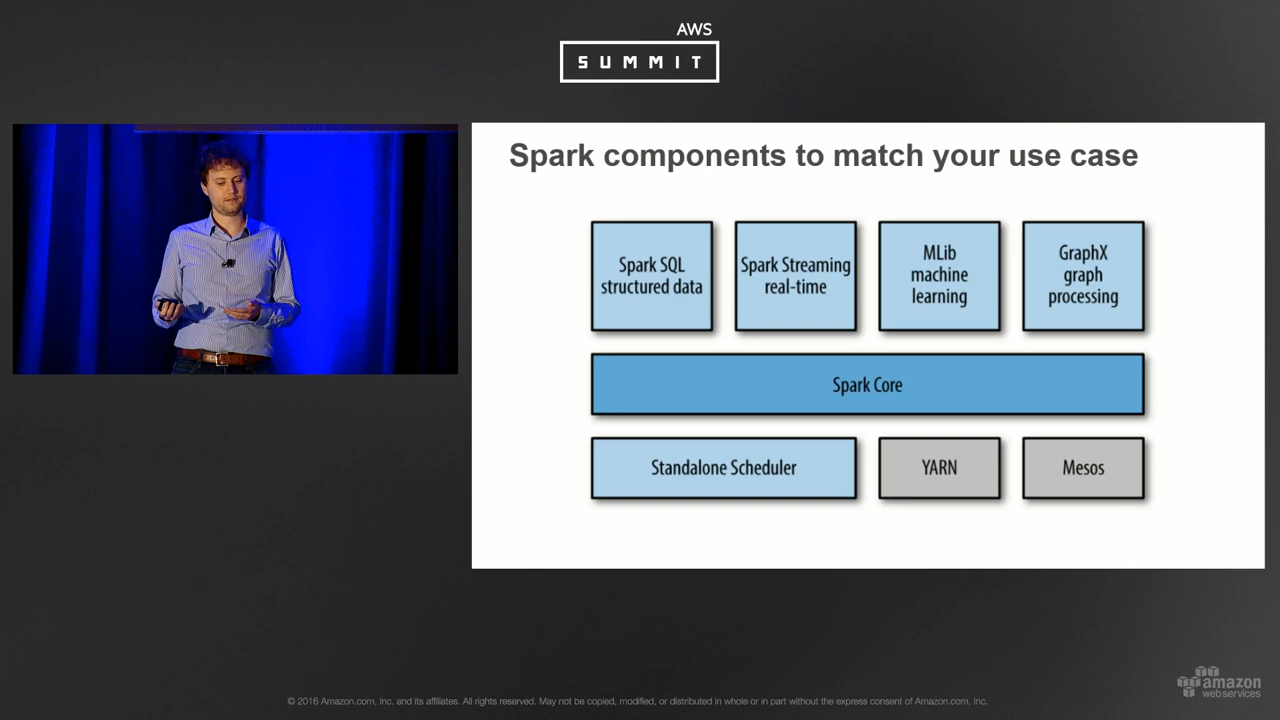 AWS
SUMMIT
Spark components to match your use case
Spark SQL
structured data
Spark Streaming
real-time
MLib
machine
learning
GraphX
graph
processing
Spark Core
Standalone Scheduler
YARN
Mesos
amazon
web services
© 2016 Amazon.com, Inc. and its affiliates. All rights reserved. May not be copied, modified, or distributed in whole or in part without the express consent of Amazon.com, Inc.